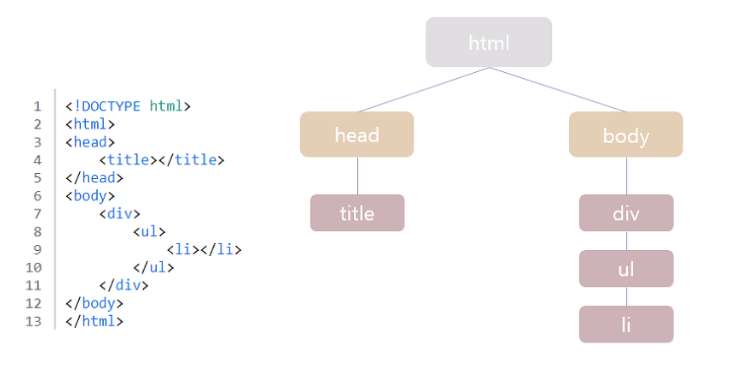 1 <!DOCTYPE html>
2 <html>
3 <head>
4     <title></title>
5 </head>
6 <body>
7     <div>
8         <ul>
9             <li></li>
10         </ul>
11     </div>
12 </body>
13 </html>
html
head
body
title
div
ul
li